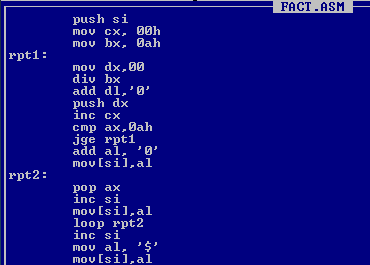 FACT.ASM
push si
mov cx, 00h
mov bx, 0ah
rpt1:
mov dx,00
div bx
add dl,'0'
push dx
inc cx
cmp ax,0ah
jge rpt1
add al, '0'
mov[si],al
rpt2:
pop ax
inc si
mov[si],al
loop rpt2
inc si
mov al, '$'
mov[si],al